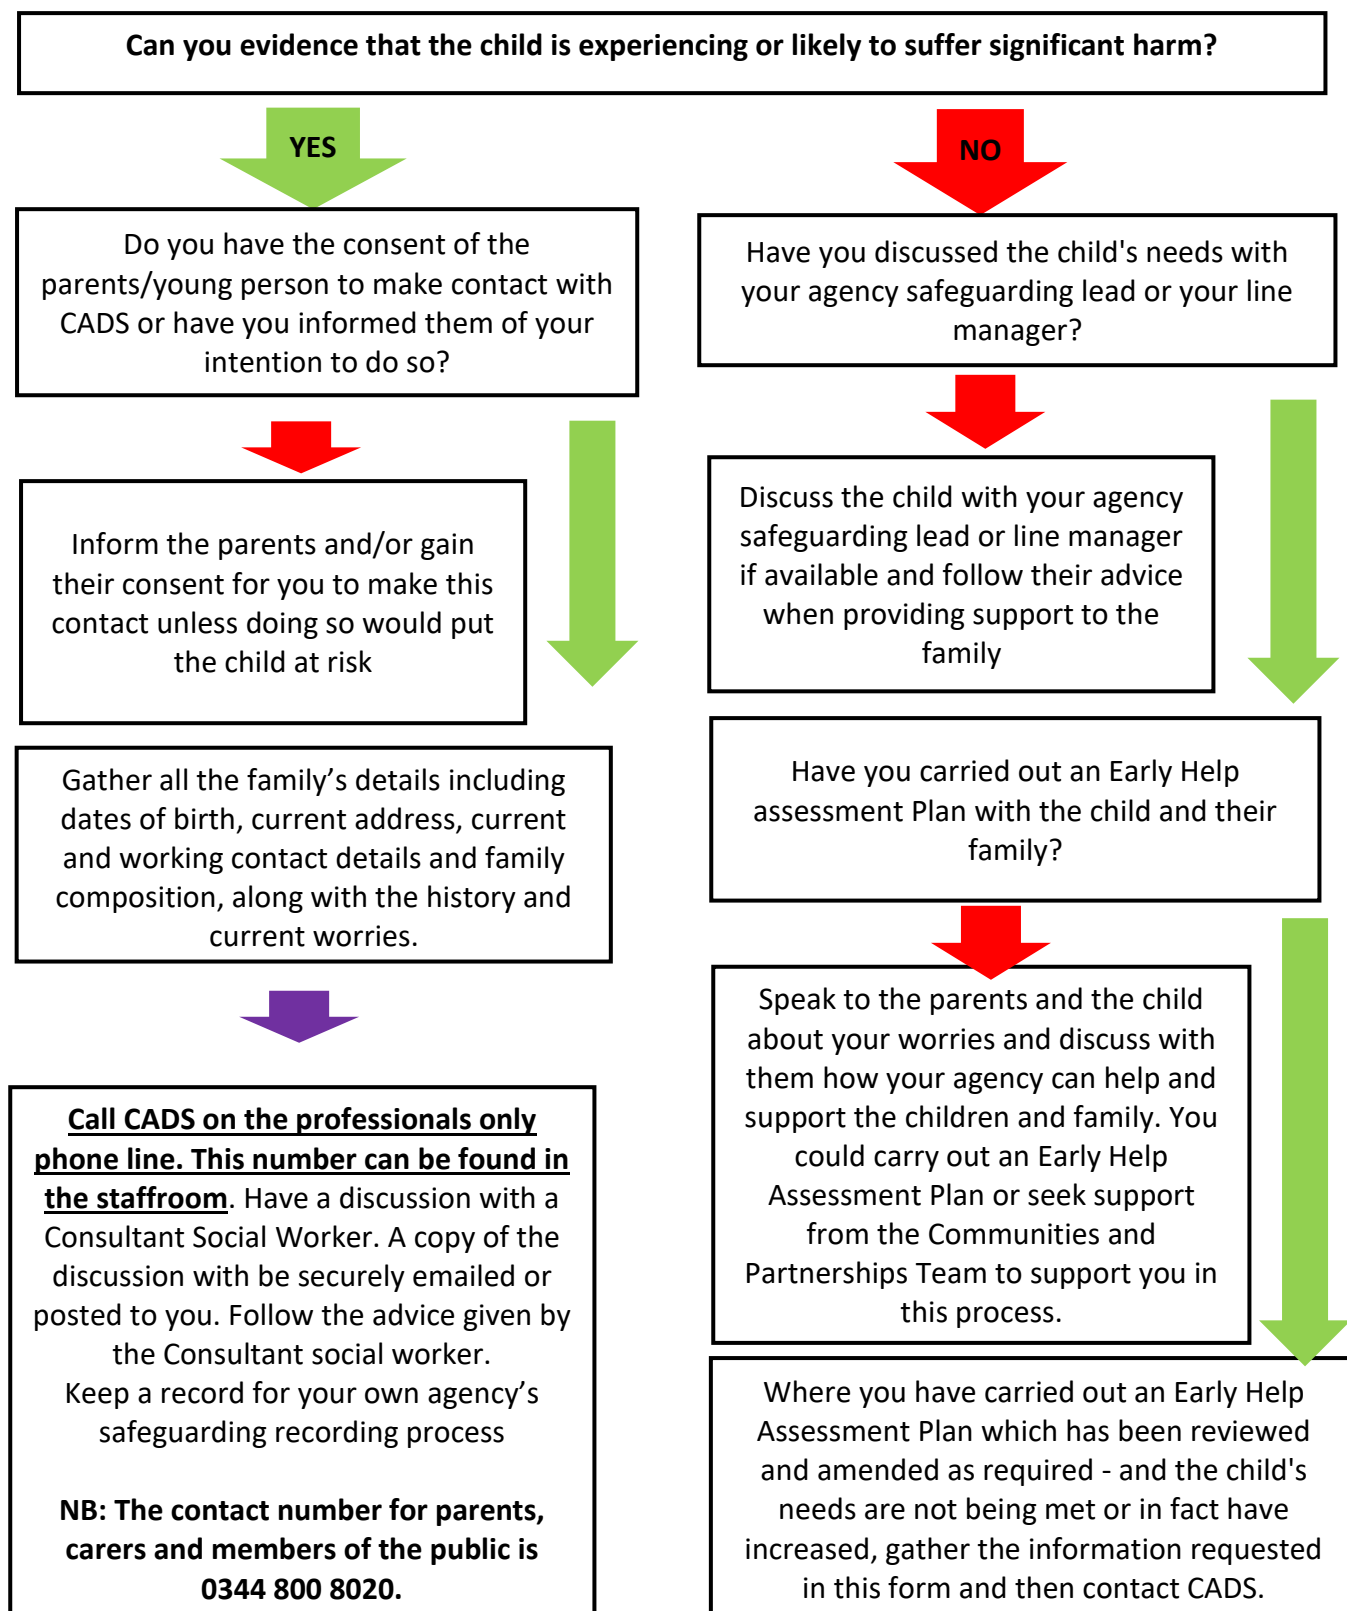 Can you evidence that the child is experiencing or likely to suffer significant harm?
YES
NO
Do you have the consent of the
parents/young person to make contact with
CADS or have you informed them of your
intention to do so?
Have you discussed the child's needs with
your agency safeguarding lead or your line
manager?
Inform the parents and/or gain
their consent for you to make this
contact unless doing so would put
the child at risk
Discuss the child with your agency
safeguarding lead or line manager
if available and follow their advice
when providing support to the
family
Gather all the family’s details including
dates of birth, current address, current
and working contact details and family
composition, along with the history and
current worries.
Have you carried out an Early Help
assessment Plan with the child and their
family?
Speak to the parents and the child
about your worries and discuss with
them how your agency can help and
support the children and family. You
could carry out an Early Help
Assessment Plan or seek support
from the Communities and
Partnerships Team to support you in
this process.
Call CADS on the professionals only
phone line. This number can be found in
the staffroom. Have a discussion with a
Consultant Social Worker. A copy of the
discussion with be securely emailed or
posted to you. Follow the advice given by
the Consultant social worker.
Keep a record for your own agency’s
safeguarding recording process
NB: The contact number for parents,
carers and members of the public is
0344 800 8020.
Where you have carried out an Early Help
Assessment Plan which has been reviewed
and amended as required - and the child's
needs are not being met or in fact have
increased, gather the information requested
in this form and then contact CADS.